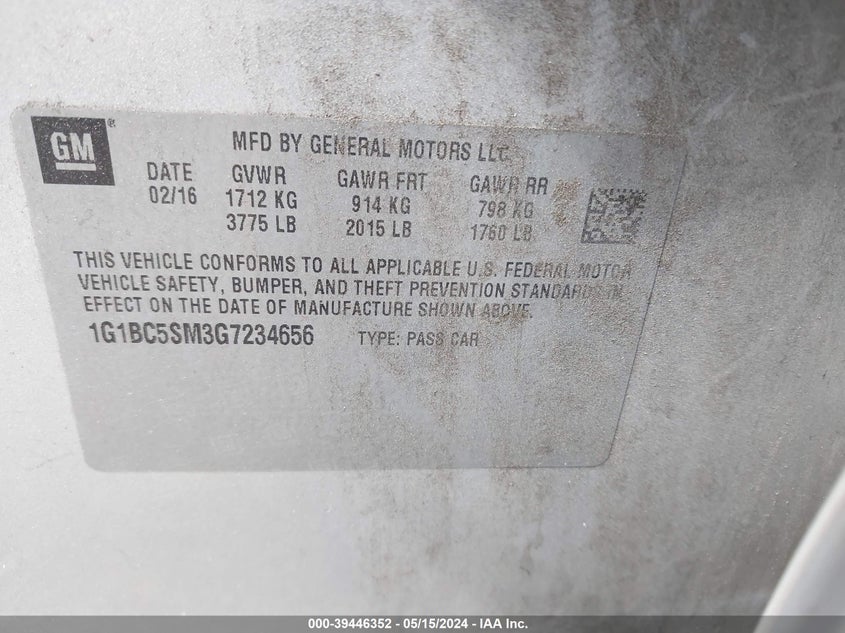 GM®
MFD BY GENERAL MOTORS LLC
DATE GVWR GAWR FRT GAWR RR
02/16 1712 KG 914 KG 798 KG
3775 LB 2015 LB 1760 LB
THIS VEHICLE CONFORMS TO ALL APPLICABLE U.S. FEDERAL MOTOR
VEHICLE SAFETY, BUMPER, AND THEFT PREVENTION STANDARDS IN
EFFECT ON THE DATE OF MANUFACTURE SHOWN ABOVE.
1G1BC5SM3G7234656 TYPE: PASS CAR
000-39446352 - 05/15/2024 - IAA Inc.